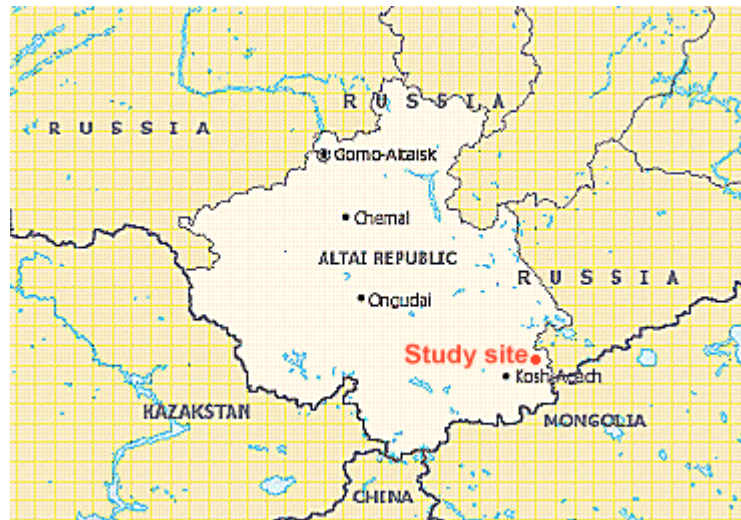 RUSSIA
RUSSIA
Gorno-Altaisk
Chemal
ALTAI REPUBLIC
RUSSIA
Ongudai
Study site
Kosh-Agach
KAZAKSTAN
MONGOLIA
CHINA